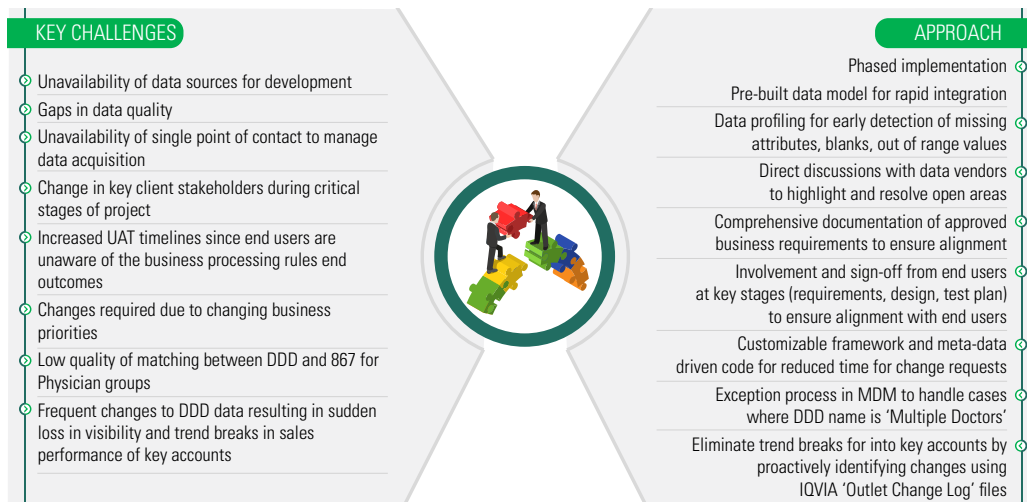 KEY CHALLENGES
Unavailability of data sources for development
Gaps in data quality
Unavailability of single point of contact to manage
data acquisition
Change in key client stakeholders during critical
stages of project
Increased UAT timelines since end users are
unaware of the business processing rules end
outcomes
Changes required due to changing business
priorities
Low quality of matching between DDD and 867 for
Physician groups
Frequent changes to DDD data resulting in sudden
loss in visibility and trend breaks in sales
performance of key accounts
APPROACH
Phased implementation
Pre-built data model for rapid integration
Data profiling for early detection of missing
attributes, blanks, out of range values
Direct discussions with data vendors
to highlight and resolve open areas
Comprehensive documentation of approved
business requirements to ensure alignment
Involvement and sign-off from end users
at key stages (requirements, design, test plan)
to ensure alignment with end users
Customizable framework and meta-data
driven code for reduced time for change requests
Exception process in MDM to handle cases
where DDD name is ‘Multiple Doctors’
Eliminate trend breaks for into key accounts by
proactively identifying changes using
IQVIA ‘Outlet Change Log’ files